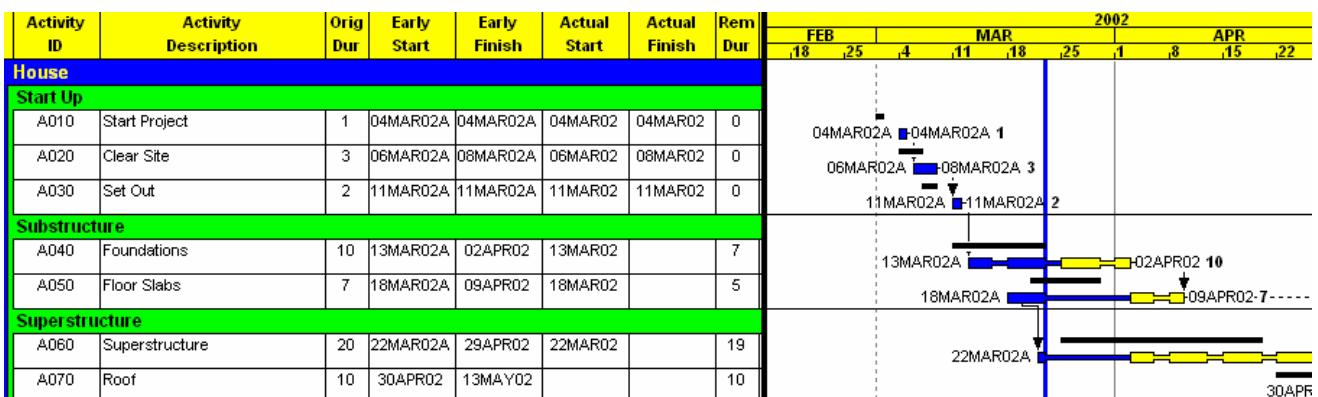 Activity ID Activity Description Orig Dur Early Start Early Finish Actual Start Actual Finish Rem Dur
2002
FEB MAR APR
18 25 4 11 18 25 1 8 15 22
House
Start Up
A010 Start Project 1 04MAR02A 04MAR02A 04MAR02 04MAR02 0 04MAR02A 04MAR02A 1
A020 Clear Site 3 06MAR02A 08MAR02A 06MAR02 08MAR02 0 06MAR02A 08MAR02A 3
A030 Set Out 2 11MAR02A 11MAR02A 11MAR02 11MAR02 0 11MAR02A 11MAR02A 2
Substructure
A040 Foundations 10 13MAR02A 02APR02 13MAR02 7 13MAR02A 02APR02 10
A050 Floor Slabs 7 18MAR02A 09APR02 18MAR02 5 18MAR02A 09APR02 7
Superstructure
A060 Superstructure 20 22MAR02A 29APR02 22MAR02 19 22MAR02A
A070 Roof 10 30APR02 13MAY02 10 30APR